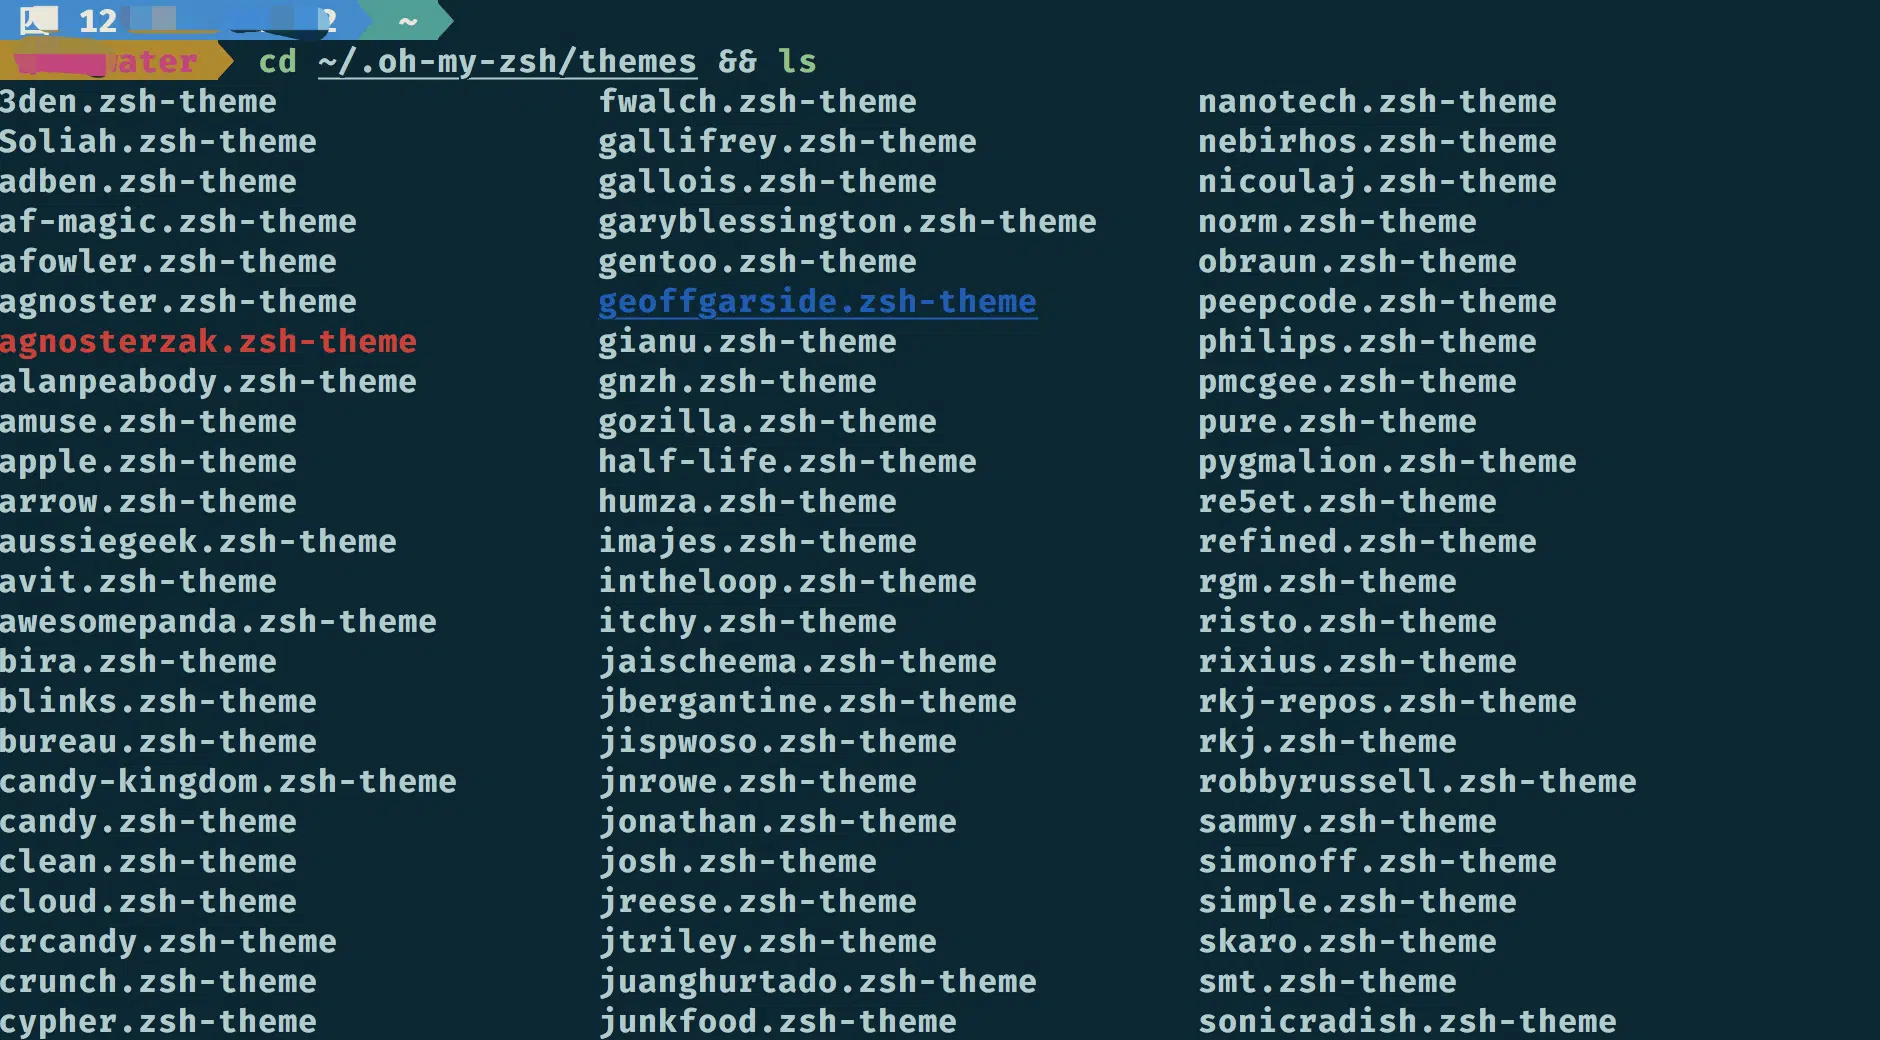 四 12 2 ~
ater cd ~/.oh-my-zsh/themes && ls
3den.zsh-theme fwalch.zsh-theme nanotech.zsh-theme
Soliah.zsh-theme gallifrey.zsh-theme nebirhos.zsh-theme
adben.zsh-theme gallois.zsh-theme nicoulaj.zsh-theme
af-magic.zsh-theme garyblessington.zsh-theme norm.zsh-theme
afowler.zsh-theme gentoo.zsh-theme obraun.zsh-theme
agnoster.zsh-theme geoffgarside.zsh-theme peepcode.zsh-theme
agnosterzak.zsh-theme gianu.zsh-theme philips.zsh-theme
alanpeabody.zsh-theme gnzh.zsh-theme pmcgee.zsh-theme
amuse.zsh-theme gozilla.zsh-theme pure.zsh-theme
apple.zsh-theme half-life.zsh-theme pygmalion.zsh-theme
arrow.zsh-theme humza.zsh-theme re5et.zsh-theme
aussiegeek.zsh-theme imajes.zsh-theme refined.zsh-theme
avit.zsh-theme intheloop.zsh-theme rgm.zsh-theme
awesomepanda.zsh-theme itchy.zsh-theme risto.zsh-theme
bira.zsh-theme jaischeema.zsh-theme rixius.zsh-theme
blinks.zsh-theme jbergantine.zsh-theme rkj-repos.zsh-theme
bureau.zsh-theme jispwoso.zsh-theme rkj.zsh-theme
candy-kingdom.zsh-theme jnrowe.zsh-theme robbyrussell.zsh-theme
candy.zsh-theme jonathan.zsh-theme sammy.zsh-theme
clean.zsh-theme josh.zsh-theme simonoff.zsh-theme
cloud.zsh-theme jreese.zsh-theme simple.zsh-theme
crcandy.zsh-theme jtriley.zsh-theme skaro.zsh-theme
crunch.zsh-theme juanghurtado.zsh-theme smt.zsh-theme
cypher.zsh-theme junkfood.zsh-theme sonicradish.zsh-theme